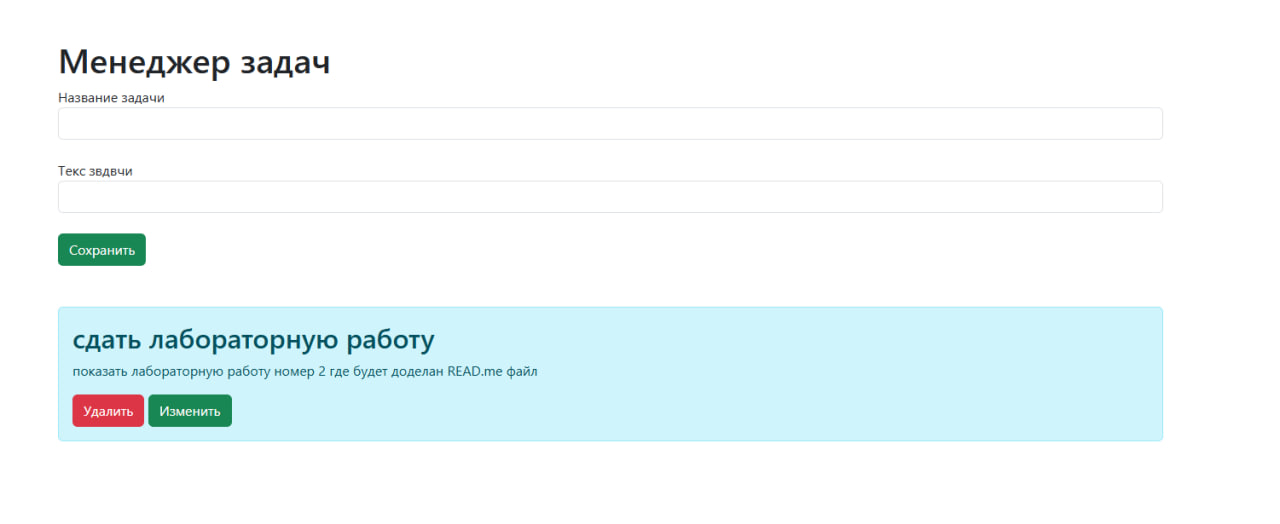 Менеджер задач
Название задачи
Текс звдвчи
Сохранить
сдать лабораторную работу
показать лабораторную работу номер 2 где будет доделан READ.me файл
Удалить Изменить